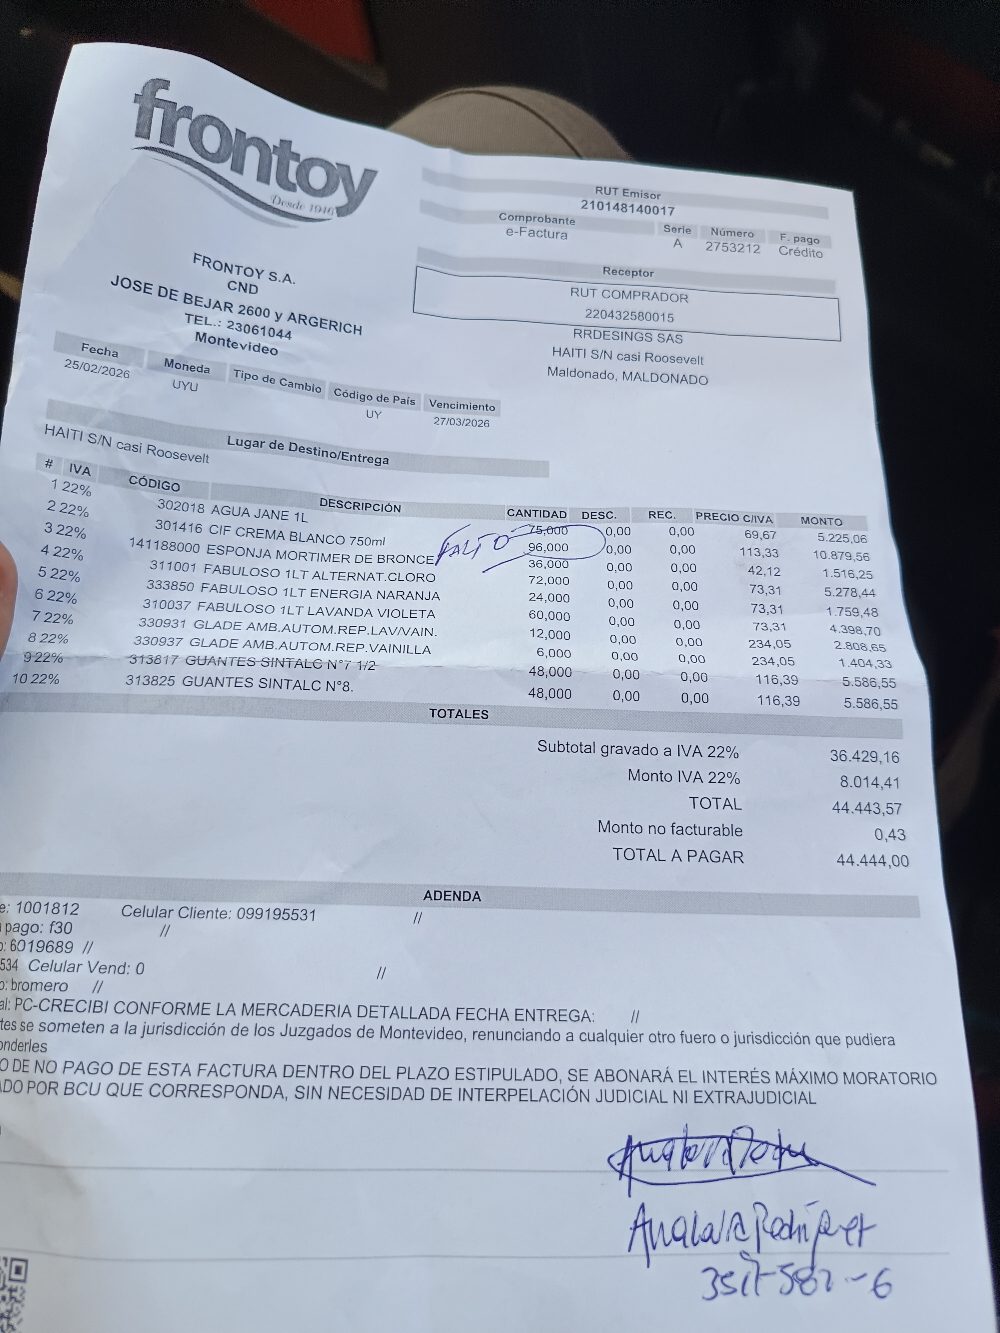 frontoy
Desde 1946
RUT Emisor
210148140017
Comprobante Serie Número F. pago
e-Factura A 2753212 Crédito
Receptor
RUT COMPRADOR
220432580015
RRDESINGS SAS
HAITI S/N casi Roosevelt
Maldonado, MALDONADO
FRONTOY S.A.
CND
JOSE DE BEJAR 2600 y ARGERICH
TEL.: 23061044
Montevideo
Fecha Moneda Tipo de Cambio Código de País Vencimiento
25/02/2026 UYU UY 27/03/2026
Lugar de Destino/Entrega
HAITI S/N casi Roosevelt
# IVA CÓDIGO DESCRIPCIÓN CANTIDAD DESC. REC. PRECIO C/IVA MONTO
1 22% 302018 AGUA JANE 1L 75,000 0,00 0,00 69,67 5.225,06
2 22% 301416 CIF CREMA BLANCO 750ml 96,000 0,00 0,00 113,33 10.879,56
FALTO
3 22% 141188000 ESPONJA MORTIMER DE BRONCE 36,000 0,00 0,00 42,12 1.516,25
4 22% 311001 FABULOSO 1LT ALTERNAT.CLORO 72,000 0,00 0,00 73,31 5.278,44
5 22% 333850 FABULOSO 1LT ENERGIA NARANJA 24,000 0,00 0,00 73,31 1.759,48
6 22% 310037 FABULOSO 1LT LAVANDA VIOLETA 60,000 0,00 0,00 73,31 4.398,70
7 22% 330931 GLADE AMB.AUTOM.REP.LAV/VAIN. 12,000 0,00 0,00 234,05 2.808,65
8 22% 330937 GLADE AMB.AUTOM.REP.VAINILLA 6,000 0,00 0,00 234,05 1.404,33
9 22% 313817 GUANTES SINTALC N°7 1/2 48,000 0,00 0,00 116,39 5.586,55
10 22% 313825 GUANTES SINTALC N°8. 48,000 0,00 0,00 116,39 5.586,55
TOTALES
Subtotal gravado a IVA 22% 36.429,16
Monto IVA 22% 8.014,41
TOTAL 44.443,57
Monto no facturable 0,43
TOTAL A PAGAR 44.444,00
ADENDA
e: 1001812 Celular Cliente: 099195531 //
pago: f30 //
o: 6019689 //
534 Celular Vend: 0 //
o: bromero //
al: PC-CRECIBI CONFORME LA MERCADERIA DETALLADA FECHA ENTREGA: //
tes se someten a la jurisdicción de los Juzgados de Montevideo, renunciando a cualquier otro fuero o jurisdicción que pudiera
onderles
O DE NO PAGO DE ESTA FACTURA DENTRO DEL PLAZO ESTIPULADO, SE ABONARÁ EL INTERÉS MÁXIMO MORATORIO
ADO POR BCU QUE CORRESPONDA, SIN NECESIDAD DE INTERPELACIÓN JUDICIAL NI EXTRAJUDICIAL